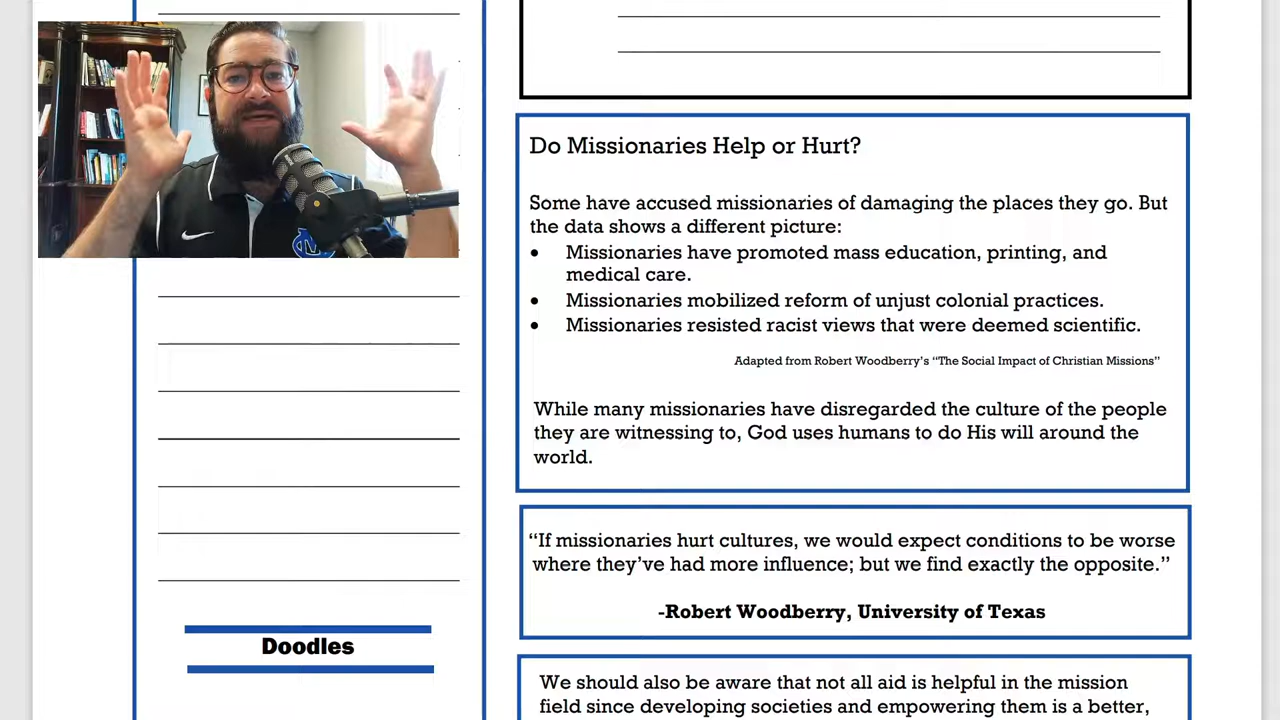 Do Missionaries Help or Hurt?
Some have accused missionaries of damaging the places they go. But
the data shows a different picture:
• Missionaries have promoted mass education, printing, and
medical care.
• Missionaries mobilized reform of unjust colonial practices.
• Missionaries resisted racist views that were deemed scientific.
Adapted from Robert Woodberry’s “The Social Impact of Christian Missions”
While many missionaries have disregarded the culture of the people
they are witnessing to, God uses humans to do His will around the
world.
“If missionaries hurt cultures, we would expect conditions to be worse
where they’ve had more influence; but we find exactly the opposite.”
-Robert Woodberry, University of Texas
We should also be aware that not all aid is helpful in the mission
field since developing societies and empowering them is a better,
Doodles